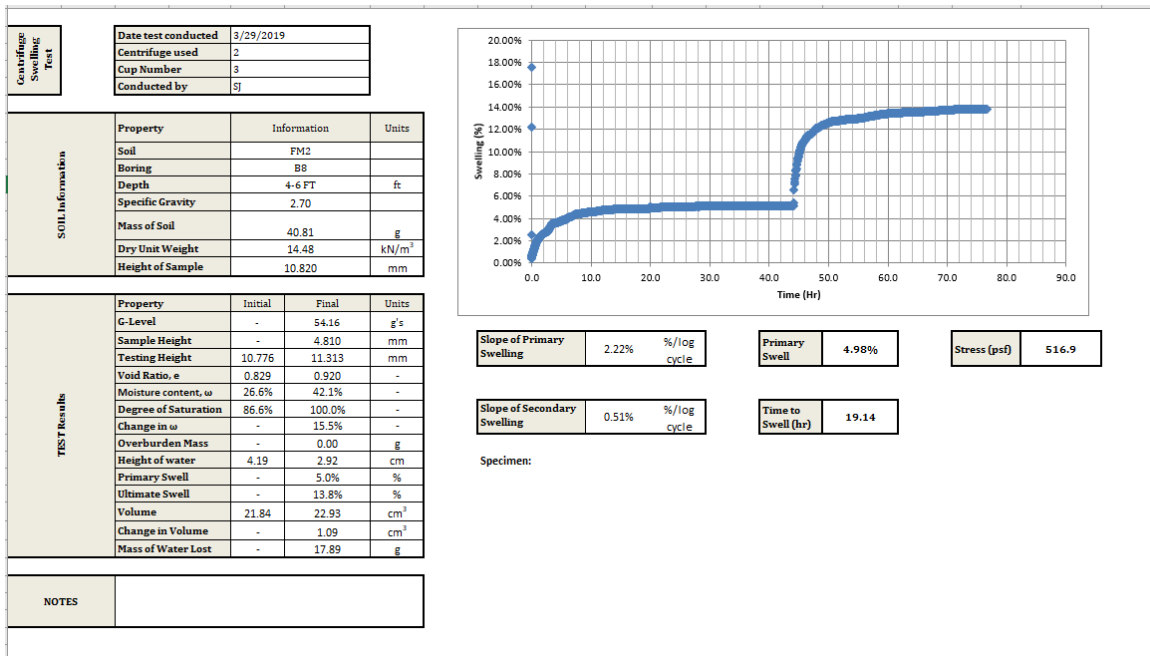 Centrifuge
Swelling
Test
Date test conducted 3/29/2019
Centrifuge used 2
Cup Number 3
Conducted by SJ
SOIL Information
Property Information Units
Soil FM2
Boring B8
Depth 4-6 FT ft
Specific Gravity 2.70
Mass of Soil 40.81 g
Dry Unit Weight 14.48 kN/m³
Height of Sample 10.820 mm
TEST Results
Property Initial Final Units
G-Level - 54.16 g's
Sample Height - 4.810 mm
Testing Height 10.776 11.313 mm
Void Ratio, e 0.829 0.920 -
Moisture content, ω 26.6% 42.1% -
Degree of Saturation 86.6% 100.0% -
Change in ω - 15.5% -
Overburden Mass - 0.00 g
Height of water 4.19 2.92 cm
Primary Swell - 5.0% %
Ultimate Swell - 13.8% %
Volume 21.84 22.93 cm³
Change in Volume - 1.09 cm³
Mass of Water Lost - 17.89 g
NOTES
Swelling (%)
20.00%
18.00%
16.00%
14.00%
12.00%
10.00%
8.00%
6.00%
4.00%
2.00%
0.00%
0.0 10.0 20.0 30.0 40.0 50.0 60.0 70.0 80.0 90.0
Time (Hr)
Slope of Primary
Swelling
2.22%
%/log
cycle
Primary
Swell
4.98%
Stress (psf) 516.9
Slope of Secondary
Swelling
0.51%
%/log
cycle
Time to
Swell (hr)
19.14
Specimen: